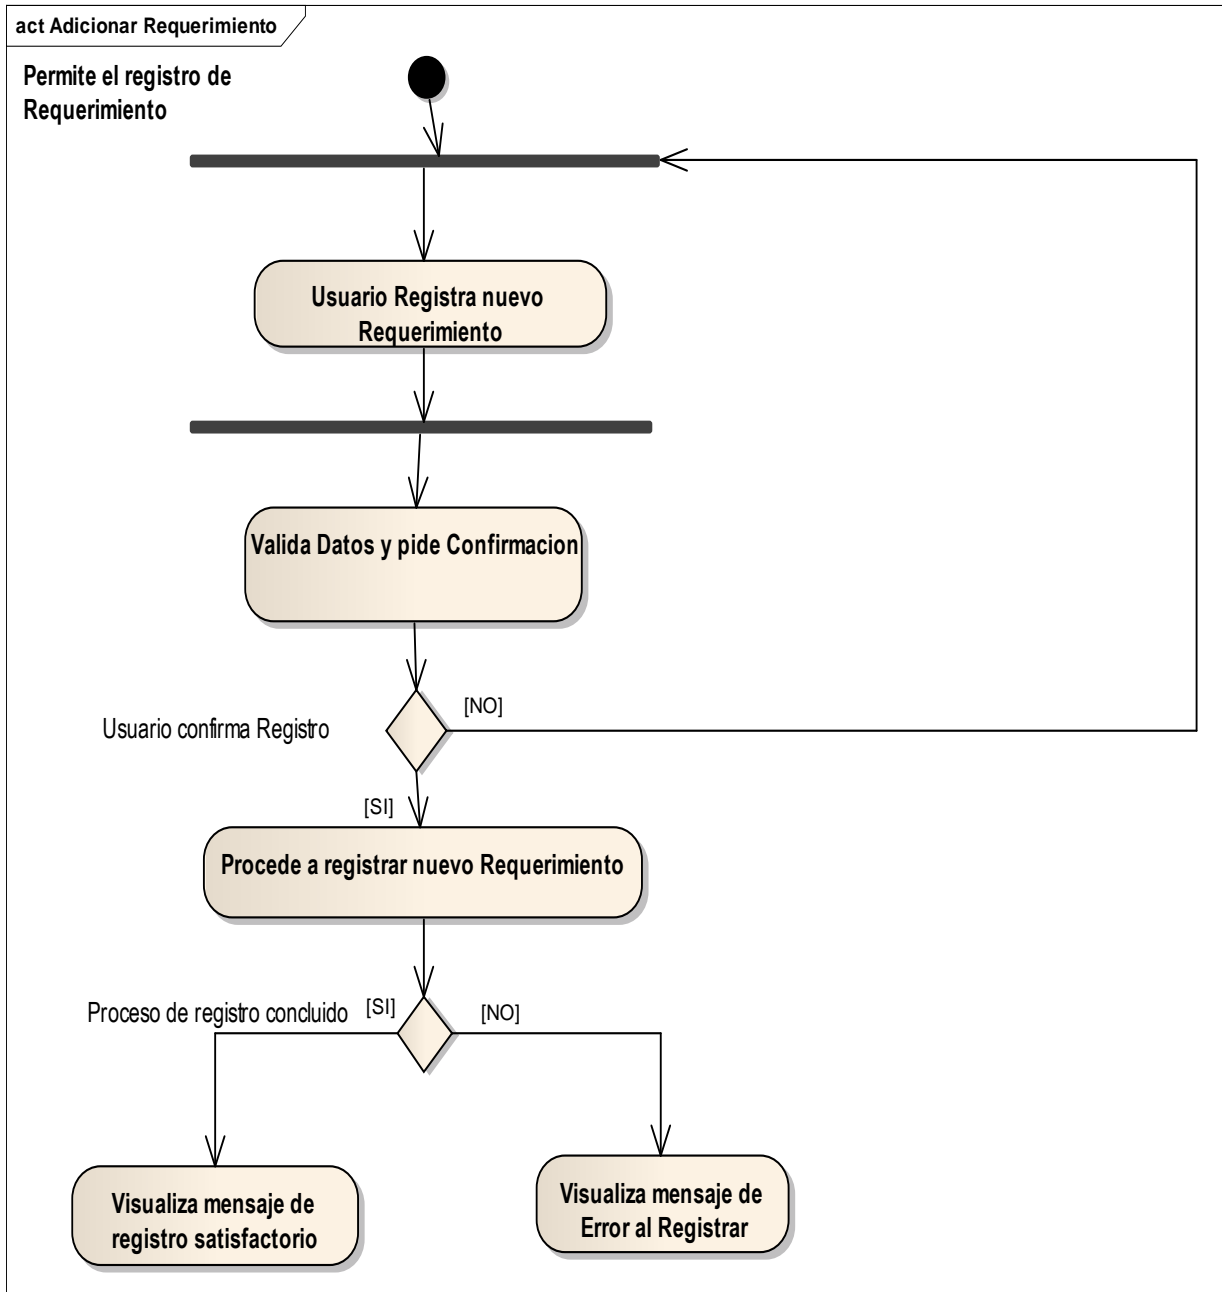 act Adicionar Requerimiento
Permite el registro de
Requerimiento
Usuario Registra nuevo
Requerimiento
Valida Datos y pide Confirmacion
[NO]
Usuario confirma Registro
[SI]
Procede a registrar nuevo Requerimiento
Proceso de registro concluido
[SI]
[NO]
Visualiza mensaje de
registro satisfactorio
Visualiza mensaje de
Error al Registrar